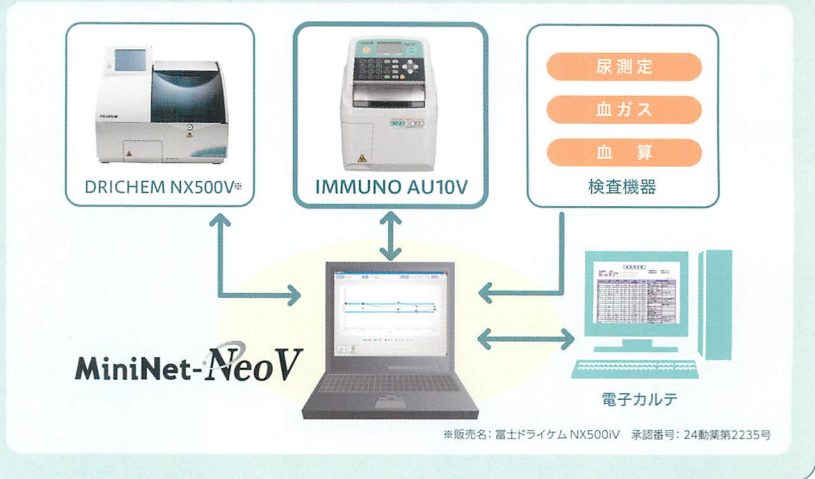 尿測定
血ガス
血 算
検査機器
DRICHEM NX500V※
IMMUNO AU10V
MiniNet-NeoV
電子カルテ
※販売名：富士ドライケム NX500iV 承認番号：24動薬第2235号